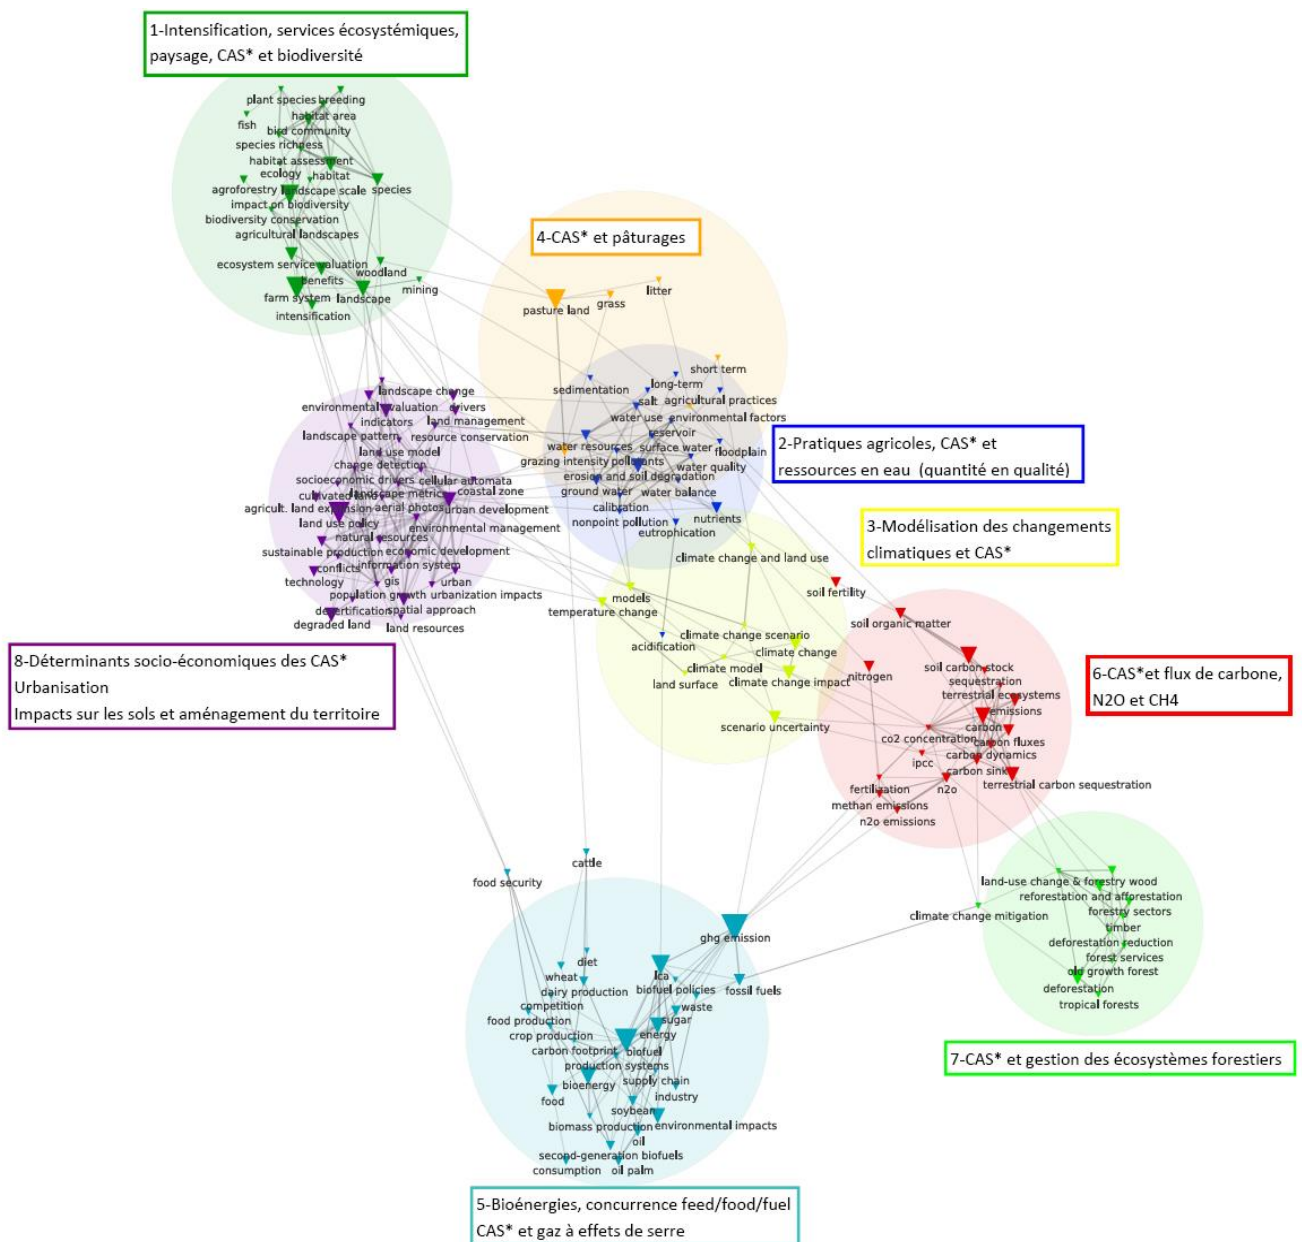 1-Intensification, services écosystémiques,
paysage, CAS* et biodiversité
plant species
breeding
habitat area
fish
bird community
species richness
habitat assessment
ecology
habitat
agroforestry
landscape scale
species
impact on biodiversity
biodiversity conservation
agricultural landscapes
ecosystem service valuation
woodland
benefits
mining
farm system
landscape
intensification
4-CAS* et pâturages
litter
grass
pasture land
short term
long-term
sedimentation
salt
agricultural practices
water use
environmental factors
reservoir
water resources
surface water
floodplain
grazing intensity
pollutants
water quality
erosion and soil degradation
ground water
water balance
calibration
nonpoint pollution
nutrients
eutrophication
2-Pratiques agricoles, CAS* et
ressources en eau (quantité en qualité)
landscape change
environmental evaluation
drivers
indicators
land management
landscape pattern
resource conservation
land use model
change detection
socioeconomic drivers
cellular automata
cultivated land
landscape metrics
coastal zone
agricult. land expansion
aerial photos
urban development
land use policy
environmental management
natural resources
sustainable production
economic development
conflicts
information system
technology
gis
urban
population growth
urbanization impacts
desertification
spatial approach
degraded land
land resources
8-Déterminants socio-économiques des CAS*
Urbanisation
Impacts sur les sols et aménagement du territoire
3-Modélisation des changements
climatiques et CAS*
climate change and land use
models
temperature change
acidification
climate change scenario
climate change
climate model
land surface
climate change impact
scenario uncertainty
soil fertility
soil organic matter
nitrogen
soil carbon stock
sequestration
terrestrial ecosystems
emissions
carbon
co2 concentration
carbon fluxes
carbon dynamics
ipcc
carbon sink
terrestrial carbon sequestration
fertilization
n2o
methan emissions
n2o emissions
6-CAS*et flux de carbone,
N2O et CH4
land-use change & forestry
wood
reforestation and afforestation
climate change mitigation
forestry sectors
timber
deforestation reduction
forest services
old growth forest
deforestation
tropical forests
7-CAS* et gestion des écosystèmes forestiers
cattle
food security
ghg emission
diet
wheat
lca
fossil fuels
dairy production
biofuel policies
competition
waste
food production
sugar
crop production
energy
carbon footprint
biofuel
production systems
bioenergy
supply chain
food
industry
soybean
biomass production
environmental impacts
oil
second-generation biofuels
consumption
oil palm
5-Bioénergies, concurrence feed/food/fuel
CAS* et gaz à effets de serre